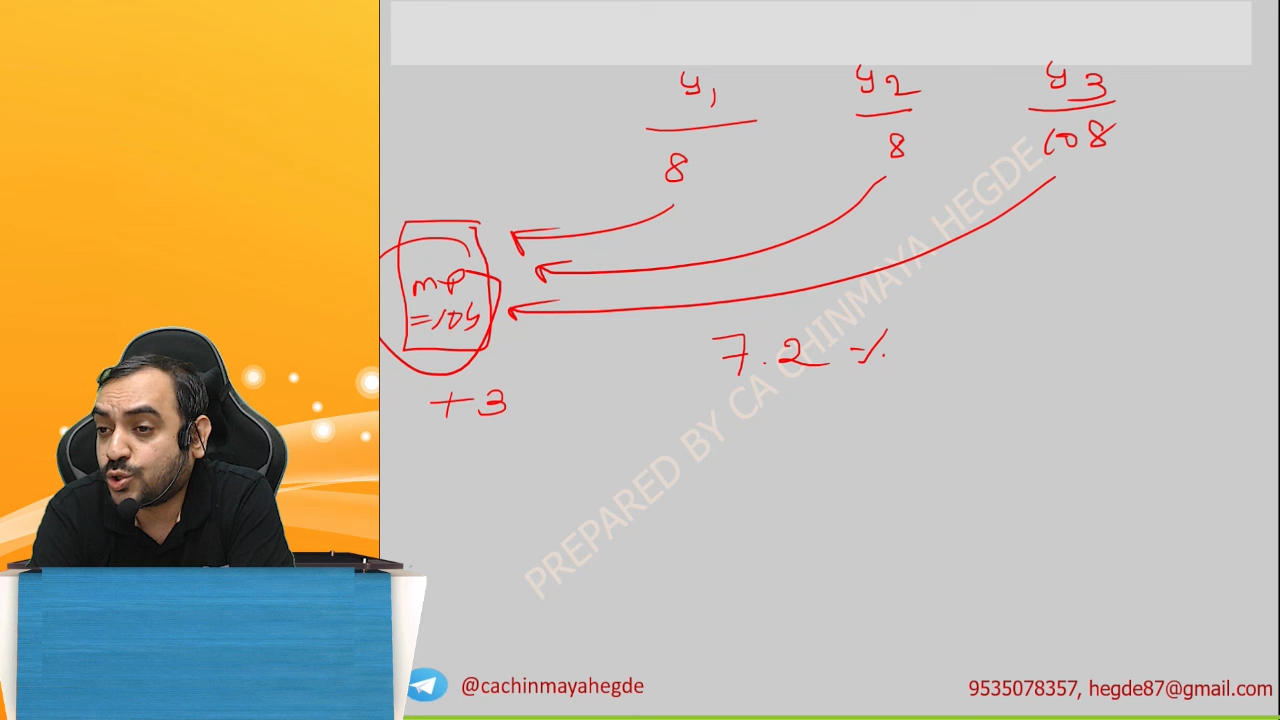 y1 y2 y3
8 8 108
mp
=105
7.2 %
+3
PREPARED BY CA CHINMAYA HEGDE
@cachinmayahegde
9535078357, hegde87@gmail.com